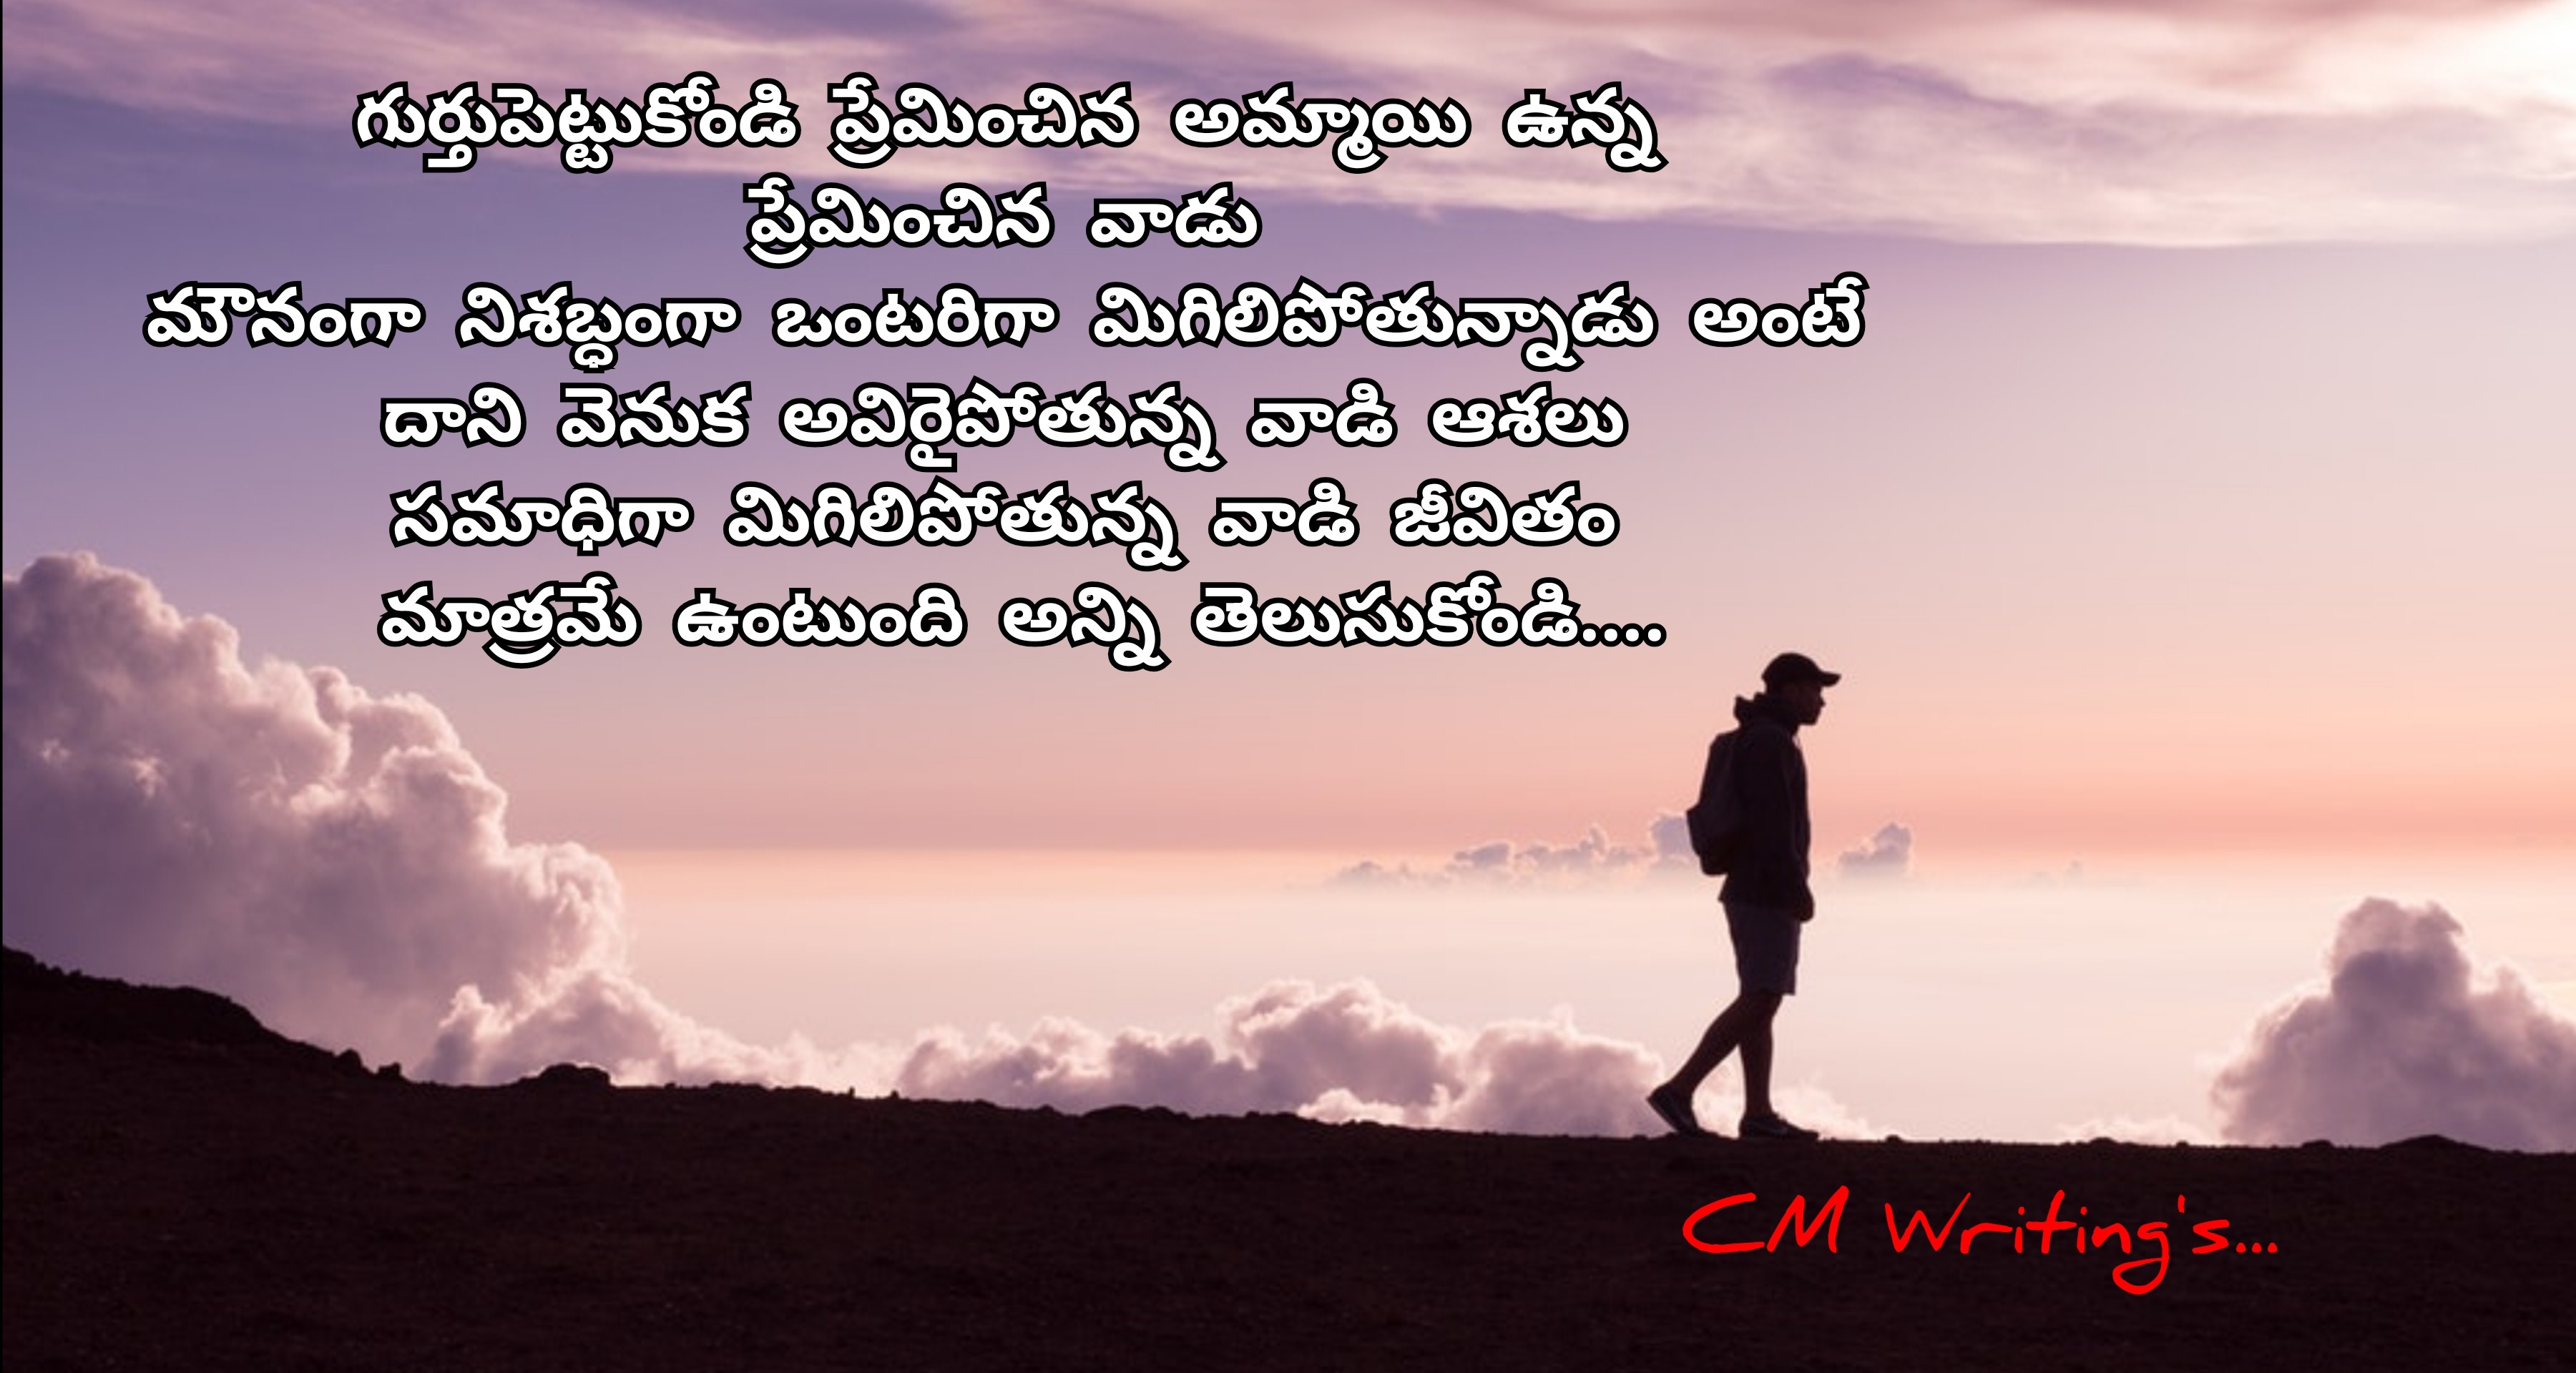 గుర్తుపెట్టుకోండి ప్రేమించిన అమ్మాయి ఉన్న
ప్రేమించిన వాడు
మౌనంగా నిశబ్ధంగా ఒంటరిగా మిగిలిపోతున్నాడు అంటే
దాని వెనుక అవిరైపోతున్న వాడి ఆశలు
సమాధిగా మిగిలిపోతున్న వాడి జీవితం
మాత్రమే ఉంటుంది అన్ని తెలుసుకోండి....
CM Writing's...